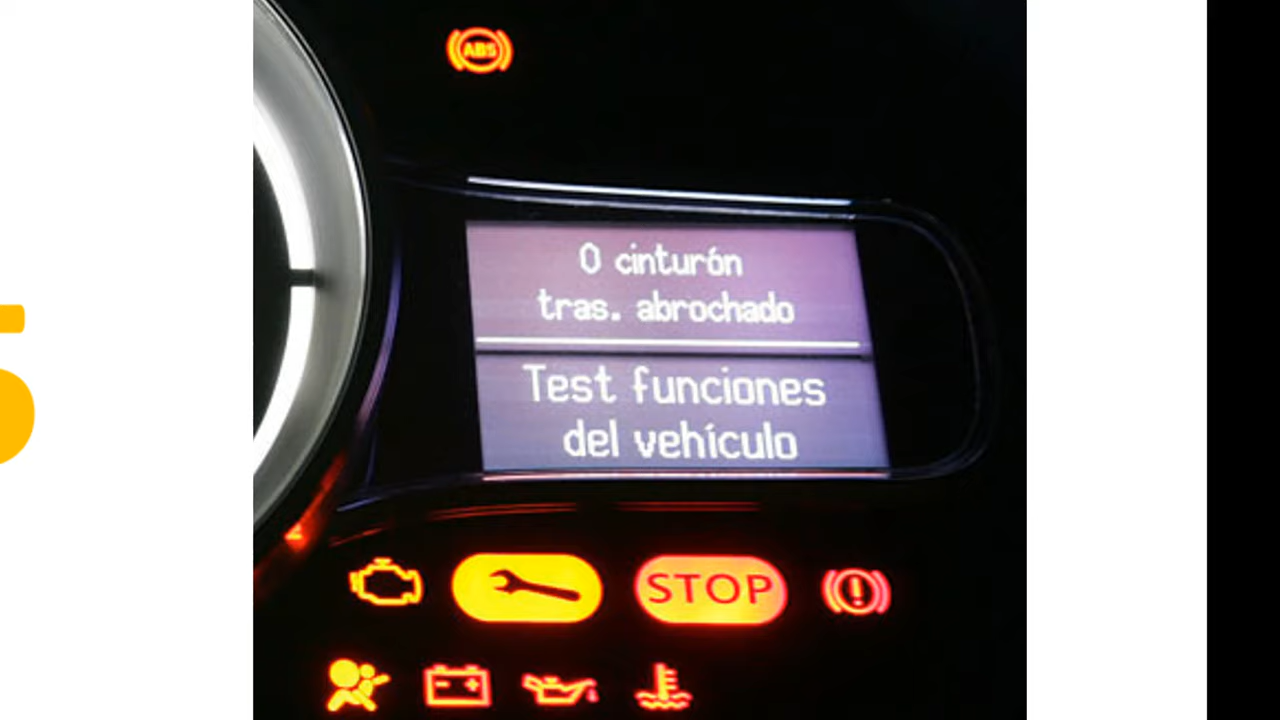 ABS
0 cinturón
tras. abrochado
Test funciones
del vehículo
STOP